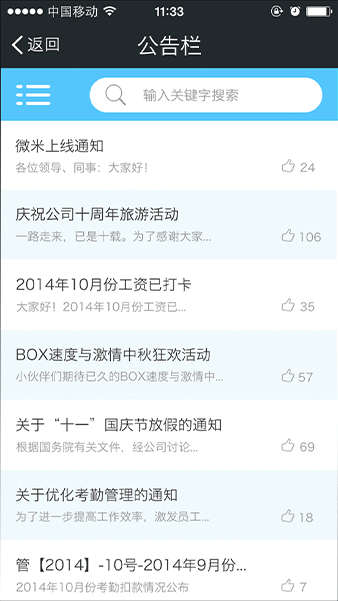 中国移动 11:33
返回 公告栏
输入关键字搜索
微米上线通知
各位领导、同事：大家好！ 24
庆祝公司十周年旅游活动
一路走来，已是十载。为了感谢大家... 106
2014年10月份工资已打卡
大家好！2014年10月份工资已... 35
BOX速度与激情中秋狂欢活动
小伙伴们期待已久的BOX速度与激情中... 57
关于“十一”国庆节放假的通知
根据国务院有关文件，经公司讨论... 69
关于优化考勤管理的通知
为了进一步提高工作效率，激发员工... 18
管【2014】-10号-2014年9月份...
2014年10月份考勤扣款情况公布 7